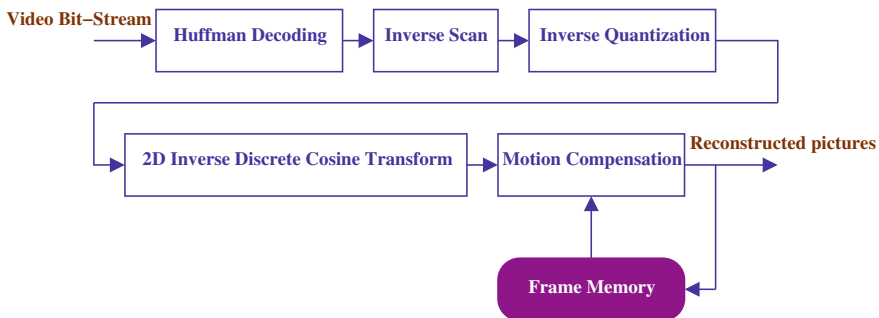 Video Bit–Stream
Huffman Decoding
Inverse Scan
Inverse Quantization
2D Inverse Discrete Cosine Transform
Motion Compensation
Reconstructed pictures
Frame Memory